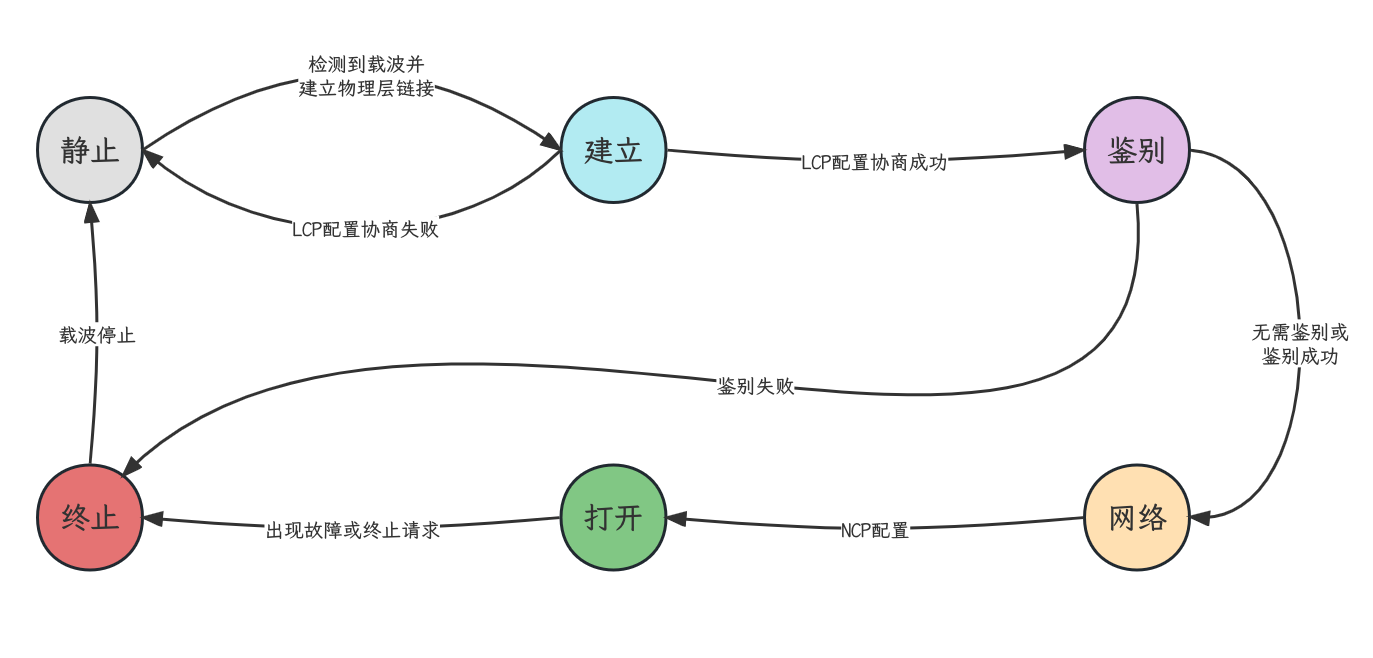 检测到载波并
建立物理层链接
静止
建立
LCP配置协商成功
鉴别
LCP配置协商失败
载波停止
无需鉴别或
鉴别成功
鉴别失败
终止
出现故障或终止请求
打开
NCP配置
网络